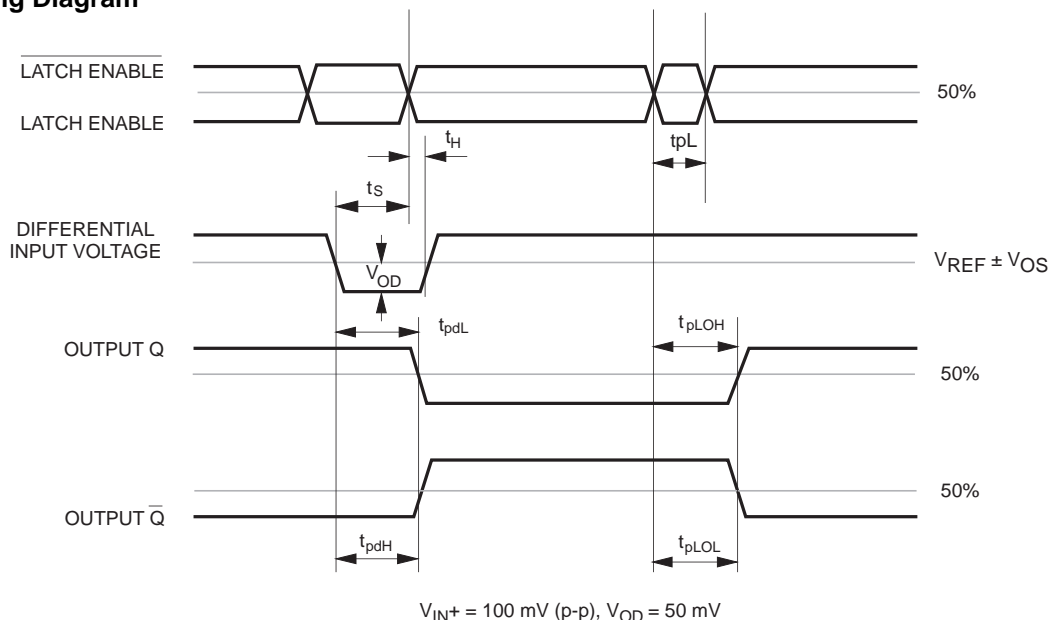 g Diagram
LATCH ENABLE
LATCH ENABLE
50%
tH
tpL
tS
DIFFERENTIAL
INPUT VOLTAGE
VOD
VREF ± VOS
tpdL
tpLOH
OUTPUT Q
50%
50%
OUTPUT Q̅
tpdH
tpLOL
VIN+ = 100 mV (p-p), VOD = 50 mV